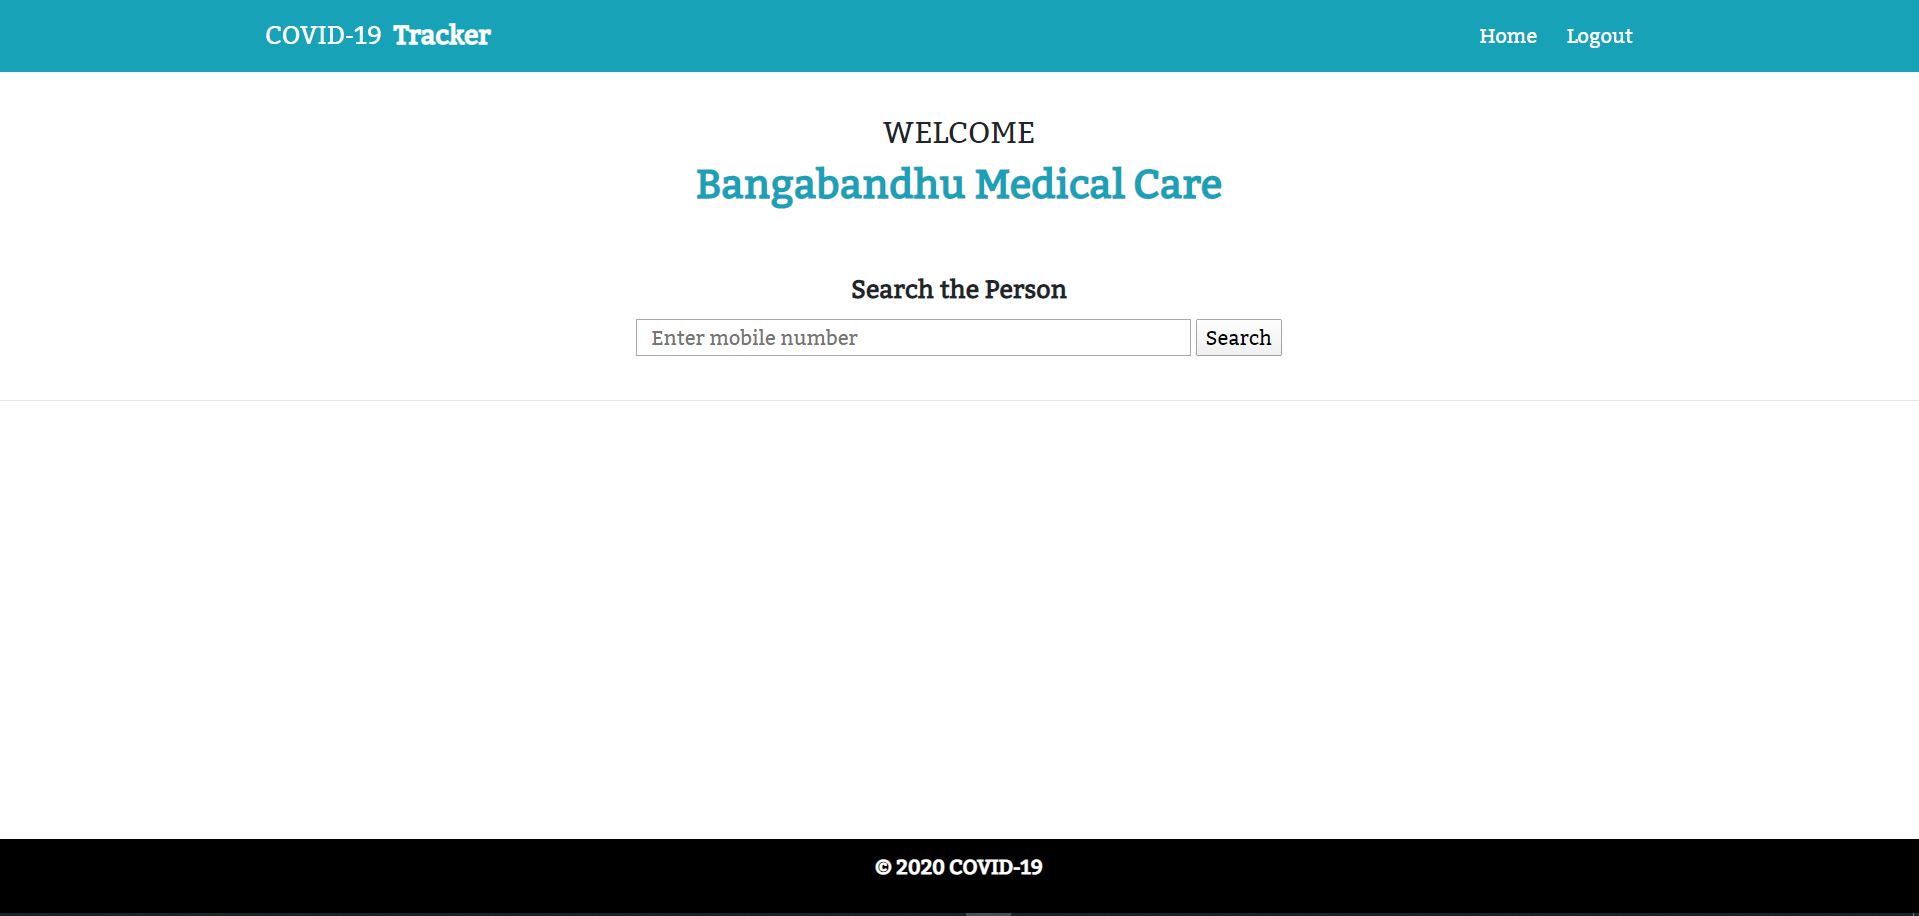 COVID-19 Tracker
Home Logout
WELCOME
Bangabandhu Medical Care
Search the Person
Enter mobile number
Search
© 2020 COVID-19